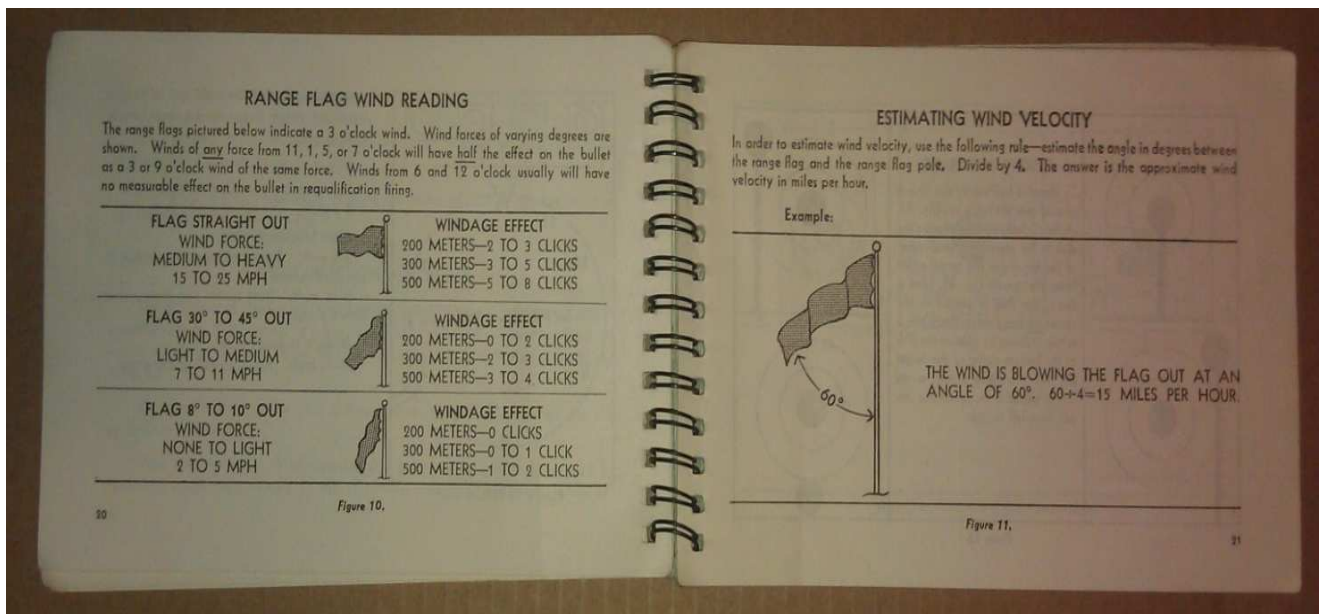 RANGE FLAG WIND READING
The range flags pictured below indicate a 3 o'clock wind. Wind forces of varying degrees are
shown. Winds of any force from 11, 1, 5, or 7 o'clock will have half the effect on the bullet
as a 3 or 9 o'clock wind of the same force. Winds from 6 and 12 o'clock usually will have
no measurable effect on the bullet in requalification firing.
FLAG STRAIGHT OUT
WIND FORCE:
MEDIUM TO HEAVY
15 TO 25 MPH
WINDAGE EFFECT
200 METERS—2 TO 3 CLICKS
300 METERS—3 TO 5 CLICKS
500 METERS—5 TO 8 CLICKS
FLAG 30° TO 45° OUT
WIND FORCE:
LIGHT TO MEDIUM
7 TO 11 MPH
WINDAGE EFFECT
200 METERS—0 TO 2 CLICKS
300 METERS—2 TO 3 CLICKS
500 METERS—3 TO 4 CLICKS
FLAG 8° TO 10° OUT
WIND FORCE:
NONE TO LIGHT
2 TO 5 MPH
WINDAGE EFFECT
200 METERS—0 CLICKS
300 METERS—0 TO 1 CLICK
500 METERS—1 TO 2 CLICKS
Figure 10.
20
ESTIMATING WIND VELOCITY
In order to estimate wind velocity, use the following rule—estimate the angle in degrees between
the range flag and the range flag pole. Divide by 4. The answer is the approximate wind
velocity in miles per hour.
Example:
60°
THE WIND IS BLOWING THE FLAG OUT AT AN
ANGLE OF 60°. 60÷4=15 MILES PER HOUR.
Figure 11.
21